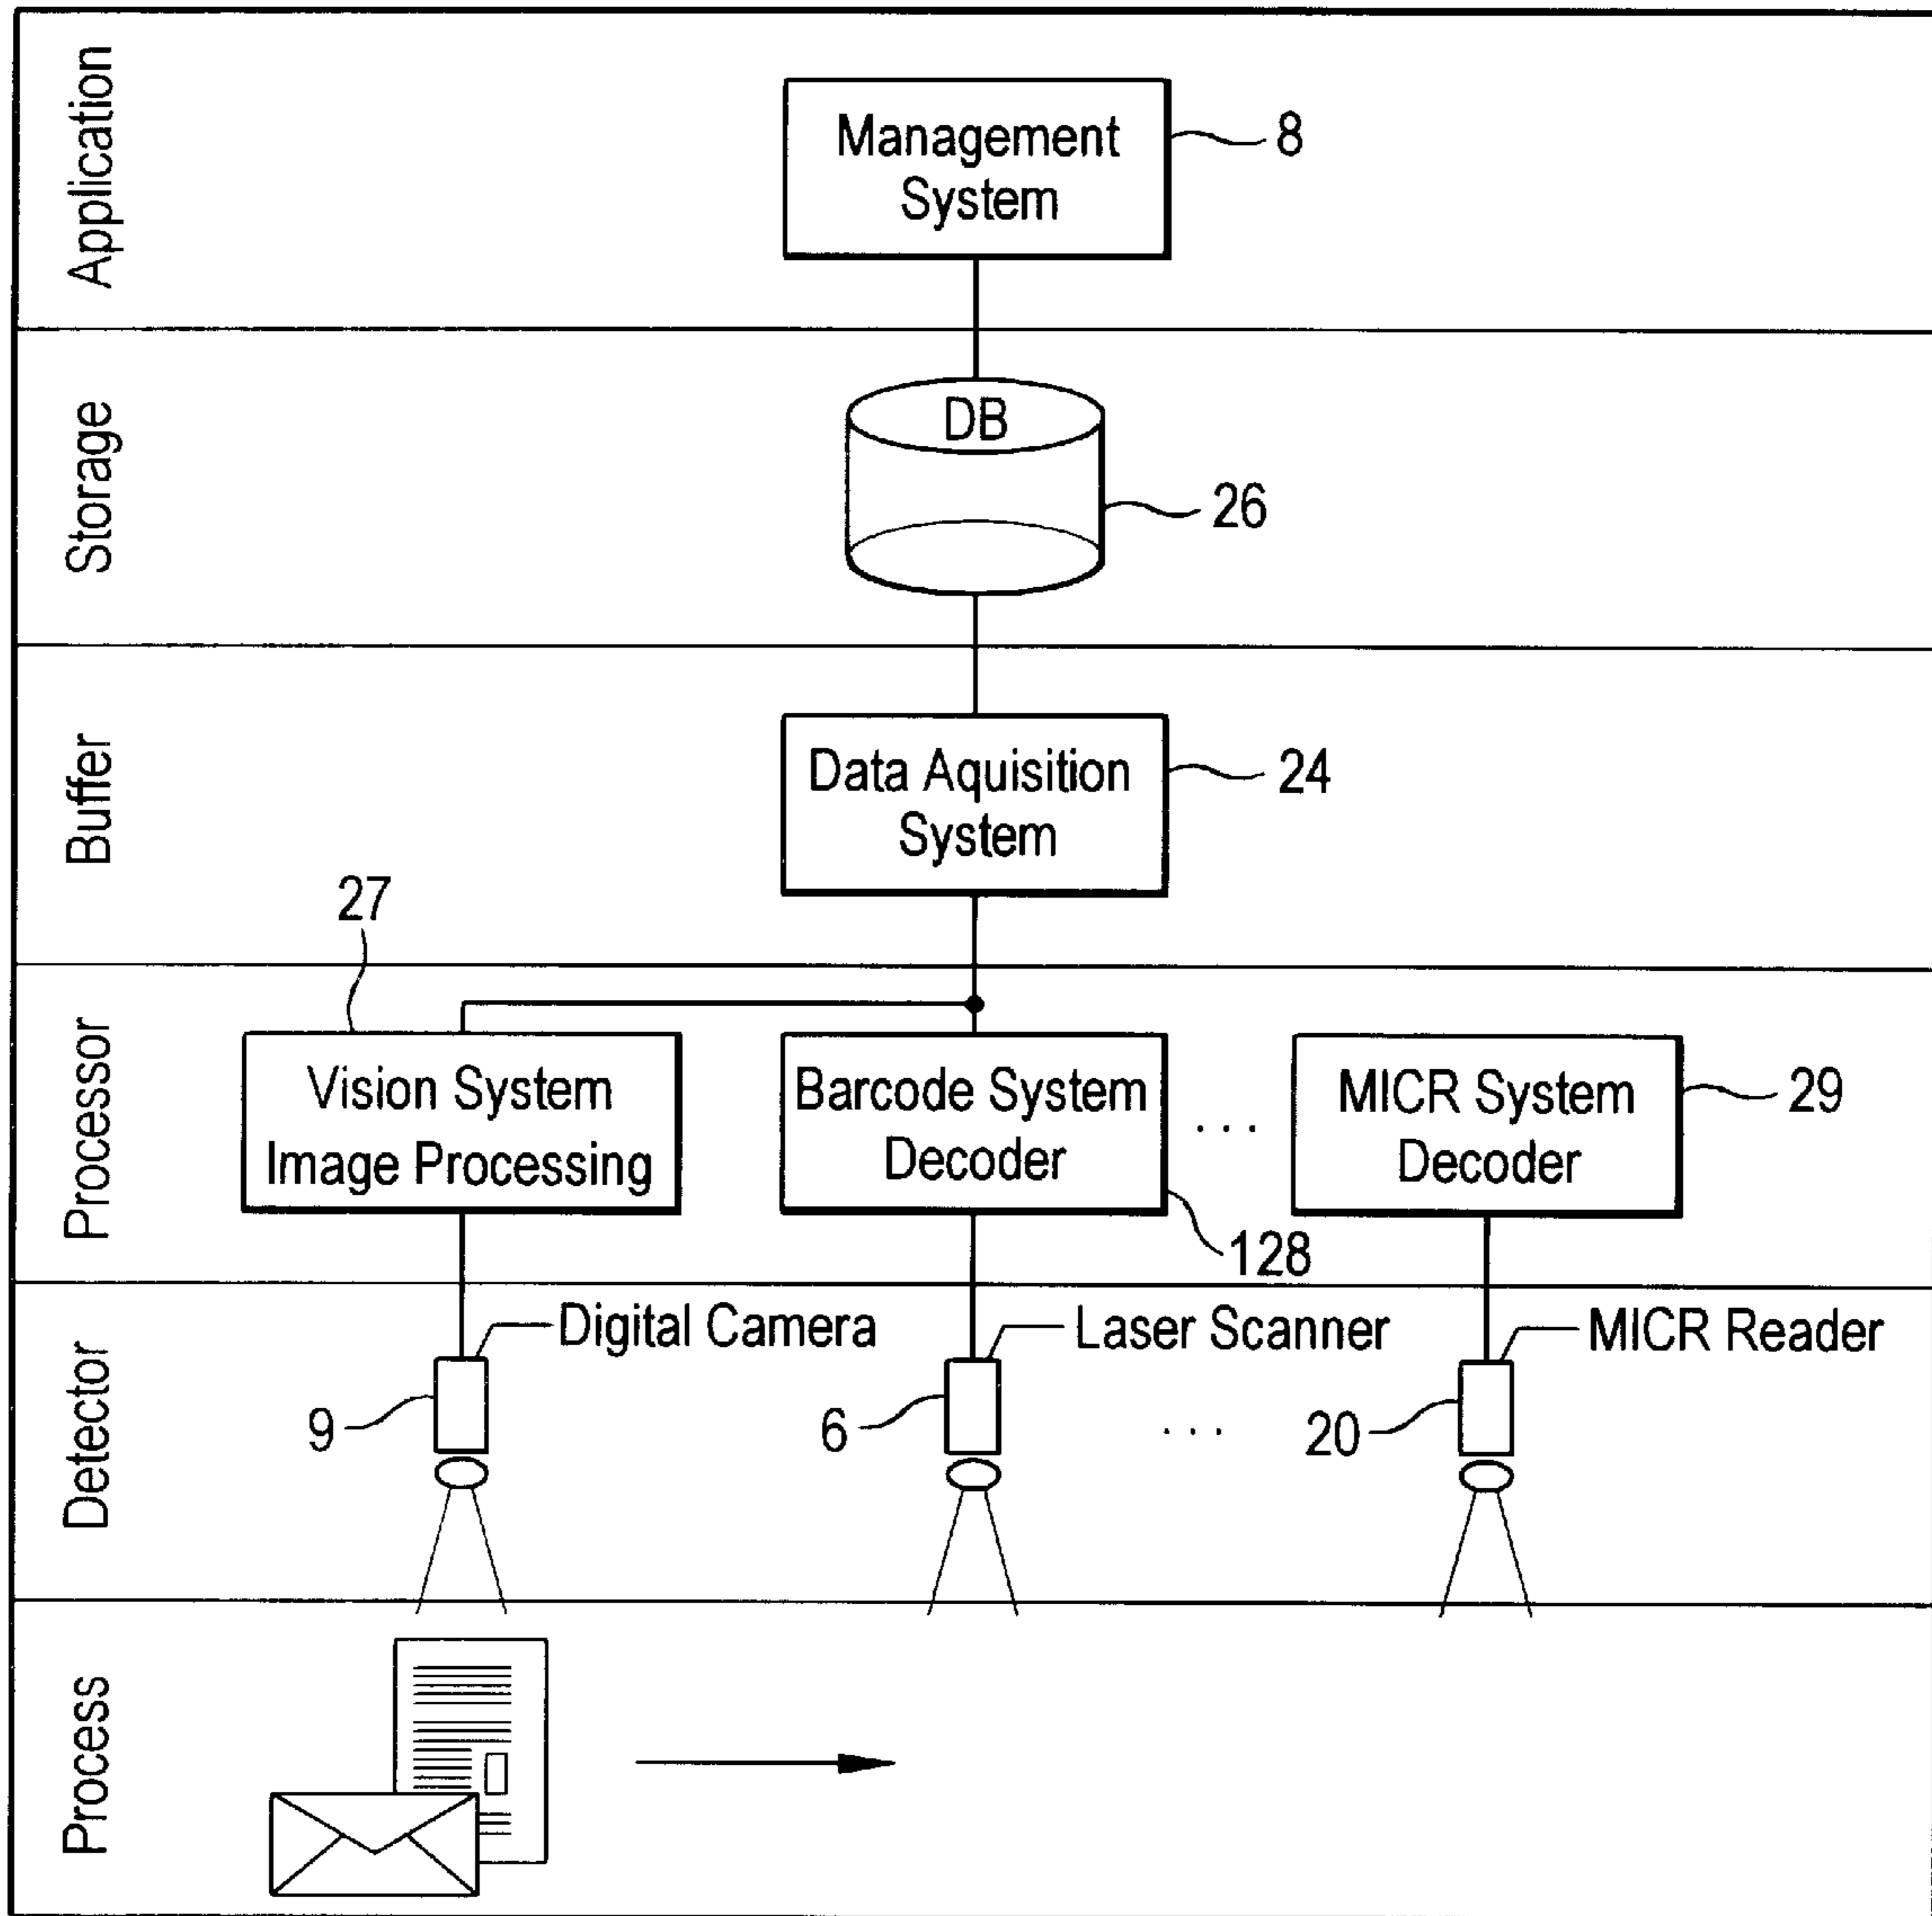 Application
Management
System
8
Storage
DB
26
Buffer
Data Aquisition
System
24
27
Processor
Vision System
Image Processing
Barcode System
Decoder
128
...
MICR System
Decoder
29
Detector
Digital Camera
9
Laser Scanner
6
...
MICR Reader
20
Process